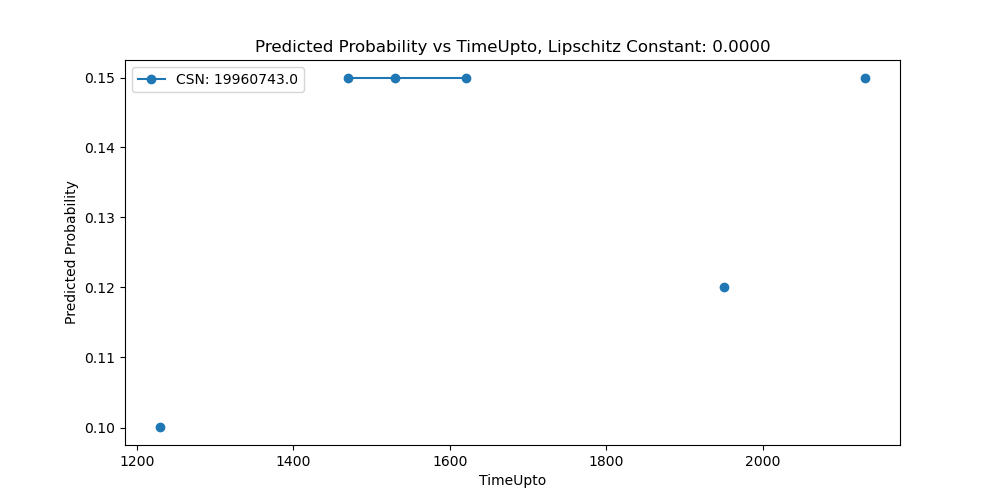 Predicted Probability vs TimeUpto, Lipschitz Constant: 0.0000
CSN: 19960743.0
Predicted Probability
0.15
0.14
0.13
0.12
0.11
0.10
1200 1400 1600 1800 2000
TimeUpto